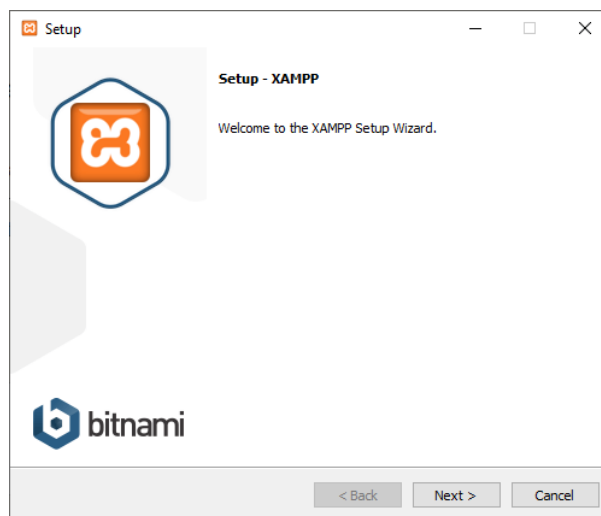 Setup
Setup - XAMPP
Welcome to the XAMPP Setup Wizard.
bitnami
< Back
Next >
Cancel